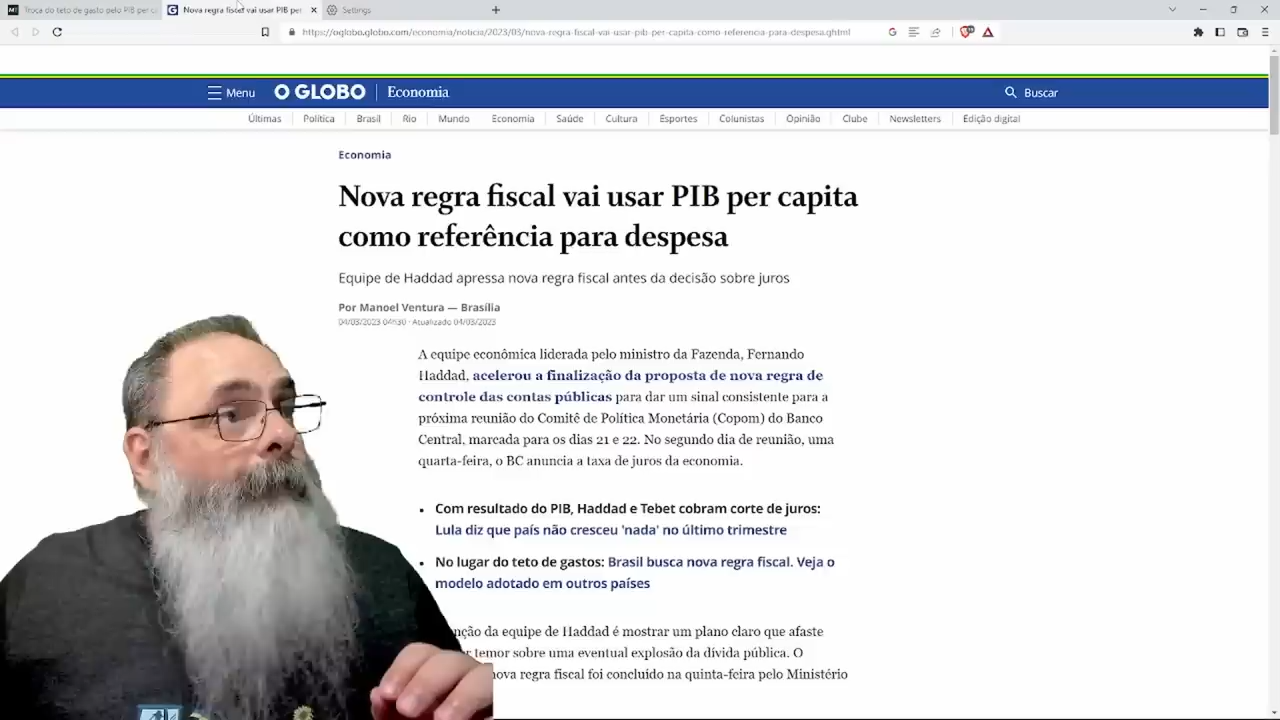 Troca do teto de gasto pelo PIB per c
Nova regra fiscal vai usar PIB per
Settings
https://oglobo.globo.com/economia/noticia/2023/03/nova-regra-fiscal-vai-usar-pib-per-capita-como-referencia-para-despesa.ghtml
Menu
O GLOBO
Economia
Buscar
Últimas
Política
Brasil
Rio
Mundo
Economia
Saúde
Cultura
Esportes
Colunistas
Opinião
Clube
Newsletters
Edição digital
Economia
Nova regra fiscal vai usar PIB per capita
como referência para despesa
Equipe de Haddad apressa nova regra fiscal antes da decisão sobre juros
Por Manoel Ventura — Brasília
04/03/2023 04h30 · Atualizado 04/03/2023
A equipe econômica liderada pelo ministro da Fazenda, Fernando
Haddad, acelerou a finalização da proposta de nova regra de
controle das contas públicas para dar um sinal consistente para a
próxima reunião do Comitê de Política Monetária (Copom) do Banco
Central, marcada para os dias 21 e 22. No segundo dia de reunião, uma
quarta-feira, o BC anuncia a taxa de juros da economia.
• Com resultado do PIB, Haddad e Tebet cobram corte de juros:
Lula diz que país não cresceu 'nada' no último trimestre
• No lugar do teto de gastos: Brasil busca nova regra fiscal. Veja o
modelo adotado em outros países
nção da equipe de Haddad é mostrar um plano claro que afaste
r temor sobre uma eventual explosão da dívida pública. O
nova regra fiscal foi concluído na quinta-feira pelo Ministério